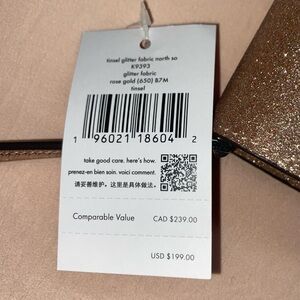 tinsel glitter fabric north so
K9393
glitter fabric
rose gold (650) B7M
tinsel
1 96021 18604 2
take good care. here's how.
prenez-en bien soin. voici comment.
请妥善维护。这里是具体做法。
Comparable Value CAD $239.00
USD $199.00